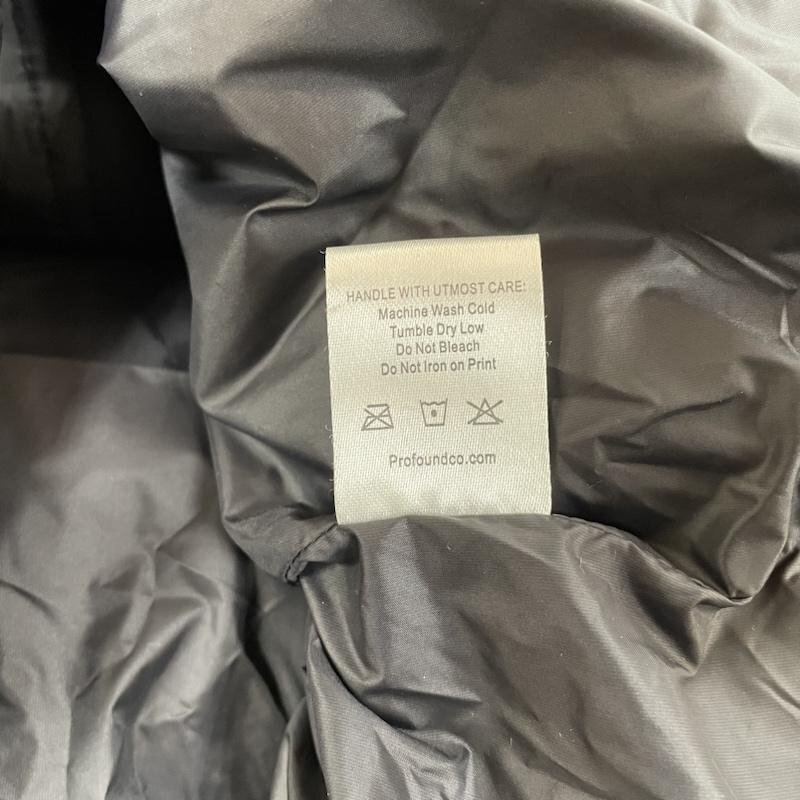 HANDLE WITH UTMOST CARE:
Machine Wash Cold
Tumble Dry Low
Do Not Bleach
Do Not Iron on Print
Profoundco.com